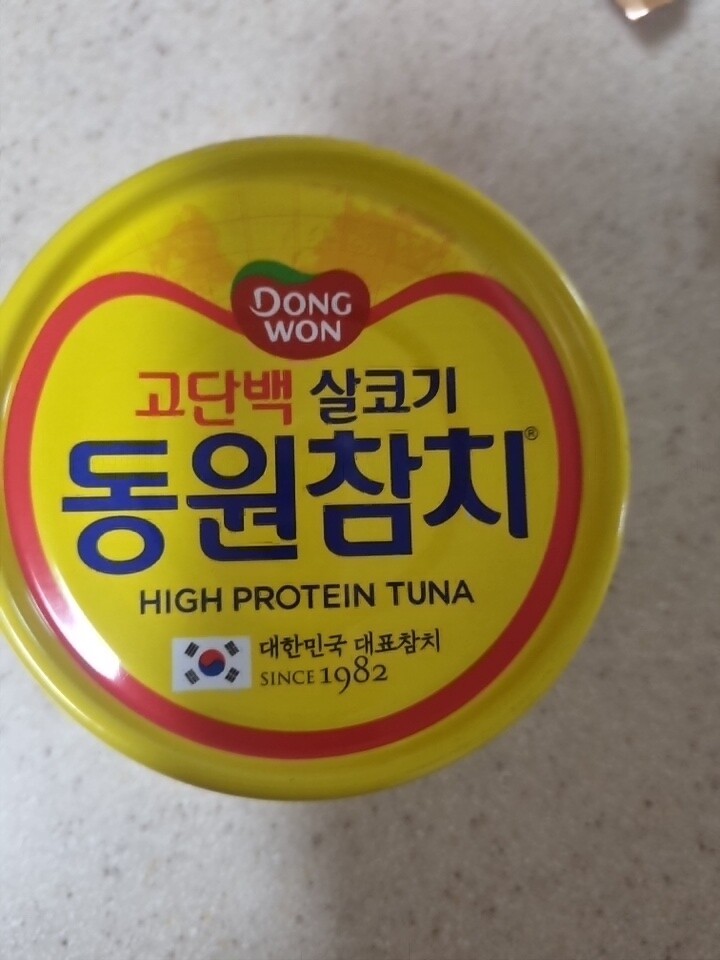 DONG
WON
고단백 살코기
동원참치®
HIGH PROTEIN TUNA
대한민국 대표참치
SINCE 1982